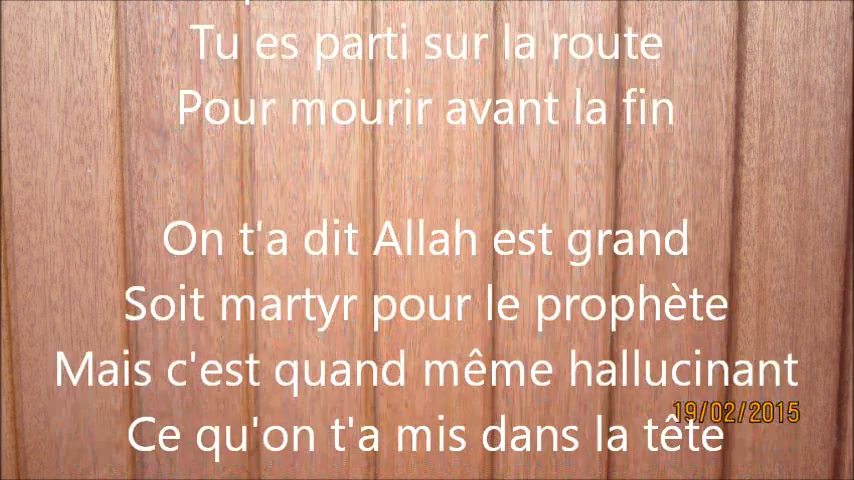 Tu es parti sur la route
Pour mourir avant la fin
On t'a dit Allah est grand
Soit martyr pour le prophète
Mais c'est quand même hallucinant
19/02/2015
Ce qu'on t'a mis dans la tête